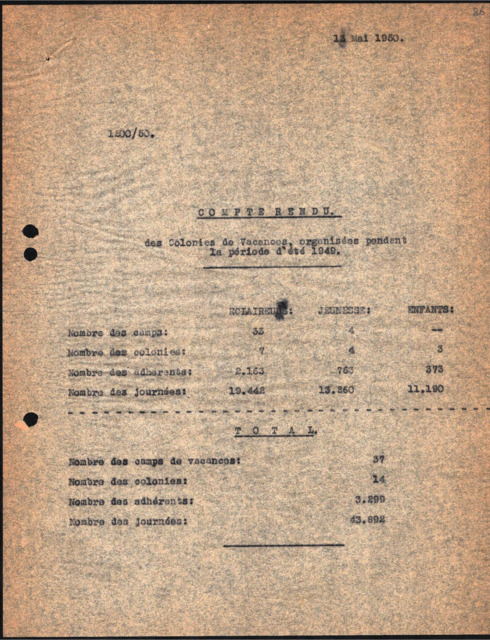 26
13 Mai 1950.
1200/50.
COMPTE RENDU.
des Colonies de Vacances, organisées pendant
la période d'été 1949.
ECLAIREURS: JEUNESSE: ENFANTS:
Nombre des camps: 33 4 —
Nombre des colonies: 7 4 3
Nombre des adhérents: 2.163 763 373
Nombre des journées: 19.442 13.260 11.190
TOTAL
Nombre des camps de vacances: 37
Nombre des colonies: 14
Nombre des adhérents: 3.299
Nombre des journées: 43.892